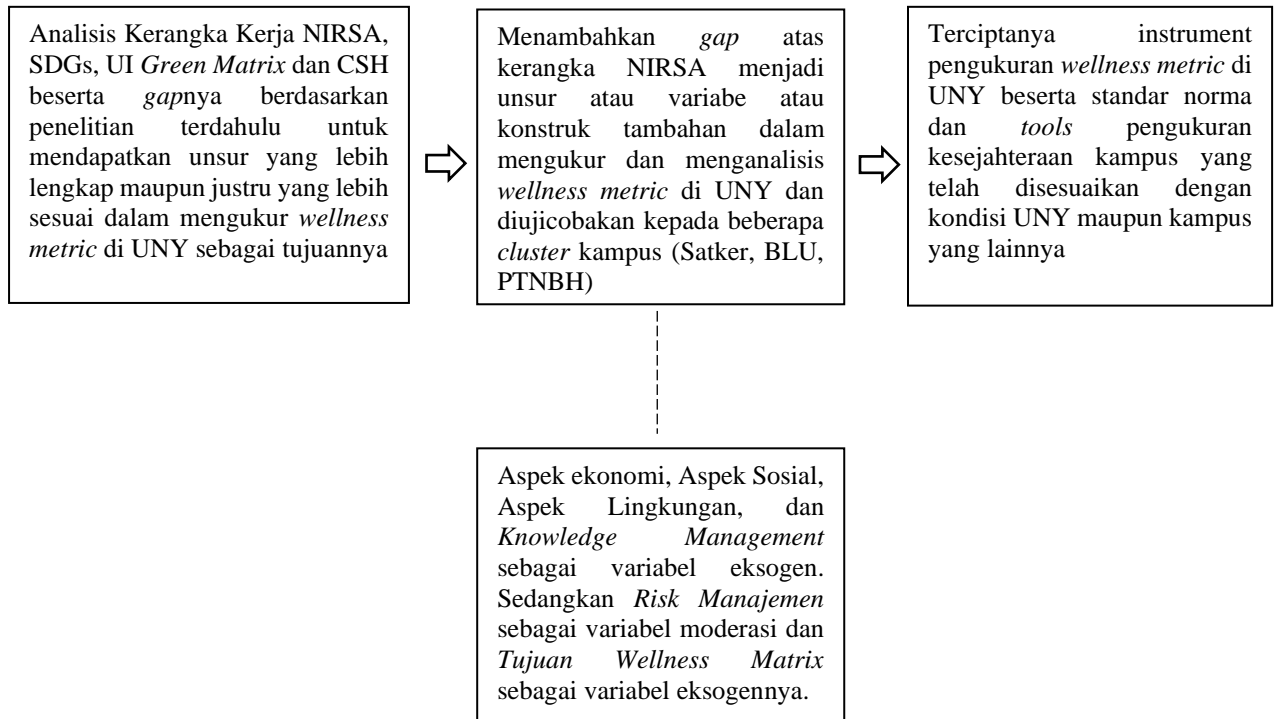 Analisis Kerangka Kerja NIRSA,
SDGs, UI Green Matrix dan CSH
beserta gapnya berdasarkan
penelitian terdahulu untuk
mendapatkan unsur yang lebih
lengkap maupun justru yang lebih
sesuai dalam mengukur wellness
metric di UNY sebagai tujuannya
Menambahkan gap atas
kerangka NIRSA menjadi
unsur atau variabe atau
konstruk tambahan dalam
mengukur dan menganalisis
wellness metric di UNY dan
diujicobakan kepada beberapa
cluster kampus (Satker, BLU,
PTNBH)
Terciptanya instrument
pengukuran wellness metric di
UNY beserta standar norma
dan tools pengukuran
kesejahteraan kampus yang
telah disesuaikan dengan
kondisi UNY maupun kampus
yang lainnya
Aspek ekonomi, Aspek Sosial,
Aspek Lingkungan, dan
Knowledge Management
sebagai variabel eksogen.
Sedangkan Risk Manajemen
sebagai variabel moderasi dan
Tujuan Wellness Matrix
sebagai variabel eksogennya.